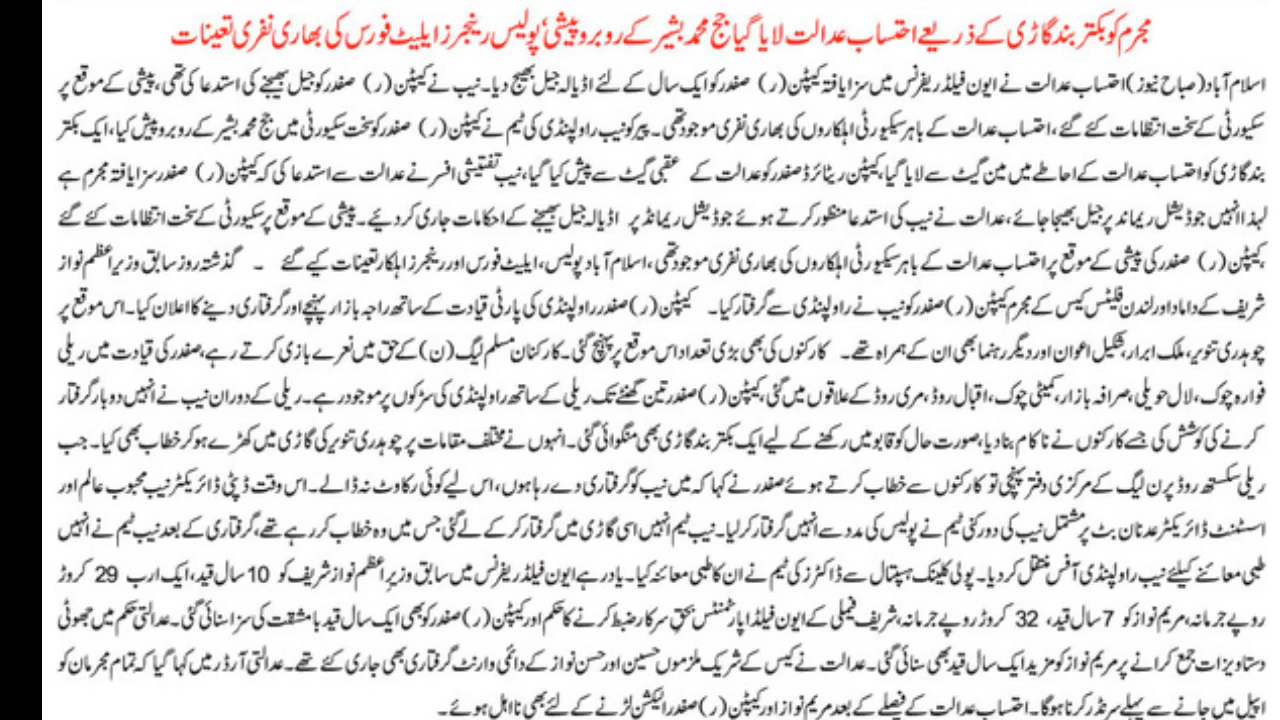 مجرم کو بکتر بند گاڑی کے ذریعے احتساب عدالت لایا گیا جج محمد بشیر کے روبرو پیشی‘ پولیس رینجرز ایلیٹ فورس کی بھاری نفری تعینات
اسلام آباد (صباح نیوز) احتساب عدالت نے ایون فیلڈ ریفرنس میں سزا یافتہ کیپٹن (ر) صفدر کو ایک سال کے لئے اڈیالہ جیل بھیج دیا۔ نیب نے کیپٹن (ر) صفدر کو جیل بھیجنے کی استدعا کی تھی، پیشی کے موقع پر
سکیورٹی کے سخت انتظامات کئے گئے، احتساب عدالت کے باہر سیکیورٹی اہلکاروں کی بھاری نفری موجود تھی۔ پیر کو نیب راولپنڈی کی ٹیم نے کیپٹن (ر) صفدر کو سخت سکیورٹی میں جج محمد بشیر کے روبرو پیش کیا، ایک بکتر
بند گاڑی کو احتساب عدالت کے احاطے میں مین گیٹ سے لایا گیا، کیپٹن ریٹائرڈ صفدر کو عدالت کے عقبی گیٹ سے پیش کیا گیا، نیب تفتیشی افسر نے عدالت سے استدعا کی کہ کیپٹن (ر) صفدر سزا یافتہ مجرم ہے
لہذا انہیں جوڈیشل ریماند پر جیل بھیجا جائے، عدالت نے نیب کی استدعا منظور کرتے ہوئے جوڈیشل ریمانڈ پر اڈیالہ جیل بھیجنے کے احکامات جاری کر دیئے۔ پیشی کے موقع پر سکیورٹی کے سخت انتظامات کئے گئے
،کیپٹن (ر) صفدر کی پیشی کے موقع پر احتساب عدالت کے باہر سیکیورٹی اہلکاروں کی بھاری نفری موجود تھی، اسلام آباد پولیس، ایلیٹ فورس اور رینجرز اہلکار تعینات کیے گئے ۔ گذشتہ روز سابق وزیراعظم نواز
شریف کے داماد اور لندن فلیٹس کیس کے مجرم کیپٹن (ر) صفدر کو نیب نے راولپنڈی سے گرفتار کیا۔ کیپٹن (ر) صفدر راولپنڈی کی پارٹی قیادت کے ساتھ راجہ بازار پہنچے اور گرفتاری دینے کا اعلان کیا۔ اس موقع پر
چوہدری تنویر، ملک ابرار، شکیل اعوان اور دیگر رہنما بھی ان کے ہمراہ تھے۔ کارکنوں کی بھی بڑی تعداد اس موقع پر پہنچ گئی۔ کارکنان مسلم لیگ (ن) کے حق میں نعرے بازی کرتے رہے، صفدر کی قیادت میں ریلی
فوارہ چوک، لال حویلی، صرافہ بازار، کمیٹی چوک، اقبال روڈ، مری روڈ کے علاقوں میں گئی، کیپٹن (ر) صفدر تین گھنٹے تک ریلی کے ساتھ راولپنڈی کی سڑکوں پر موجود رہے۔ ریلی کے دوران نیب نے انہیں دو بار گرفتار
کرنے کی کوشش کی جسے کارکنوں نے ناکام بنا دیا، صورت حال کو قابو میں رکھنے کے لیے ایک بکتر بند گاڑی بھی منگوائی گئی۔ انہوں نے مختلف مقامات پر چوہدری تنویر کی گاڑی میں کھڑے ہو کر خطاب بھی کیا۔ جب
ریلی سکستھ روڈ پر ن لیگ کے مرکزی دفتر پہنچی تو کارکنوں سے خطاب کرتے ہوئے صفدر نے کہا کہ میں نیب کو گرفتاری دے رہا ہوں، اس لیے کوئی رکاوٹ نہ ڈالے۔ اس وقت ڈپٹی ڈائریکٹر نیب محبوب عالم اور
اسسٹنٹ ڈائریکٹر عدنان بٹ پر مشتمل نیب کی دو رکنی ٹیم نے پولیس کی مدد سے انہیں گرفتار کر لیا۔ نیب ٹیم انہیں اسی گاڑی میں گرفتار کر کے لے گئی جس میں وہ خطاب کر رہے تھے، گرفتاری کے بعد نیب ٹیم نے انہیں
طبی معائنے کیلئے نیب راولپنڈی آفس منتقل کر دیا۔ پولی کلینک ہسپتال سے ڈاکٹرز کی ٹیم نے ان کا طبی معائنہ کیا۔ یاد رہے ایون فیلڈ ریفرنس میں سابق وزیراعظم نواز شریف کو 10 سال قید، ایک ارب 29 کروڑ
روپے جرمانہ، مریم نواز کو 7 سال قید، 32 کروڑ روپے جرمانہ، شریف فیملی کے ایون فیلڈ اپارٹمنٹس بحق سرکار ضبط کرنے کا حکم اور کیپٹن (ر) صفدر کو بھی ایک سال قید با مشقت کی سزا سنائی گئی۔ عدالتی حکم میں جھوٹی
دستاویزات جمع کرانے پر مریم نواز کو مزید ایک سال قید بھی سنائی گئی۔ عدالت نے کیس کے شریک ملزموں حسین اور حسن نواز کے دائمی وارنٹ گرفتاری بھی جاری کئے تھے۔ عدالتی آرڈر میں کہا گیا کہ تمام مجرمان کو
اپیل میں جانے سے پہلے سرنڈر کرنا ہوگا۔ احتساب عدالت کے فیصلے کے بعد مریم نواز اور کیپٹن (ر) صفدر الیکشن لڑنے کے لئے بھی نااہل ہوئے۔